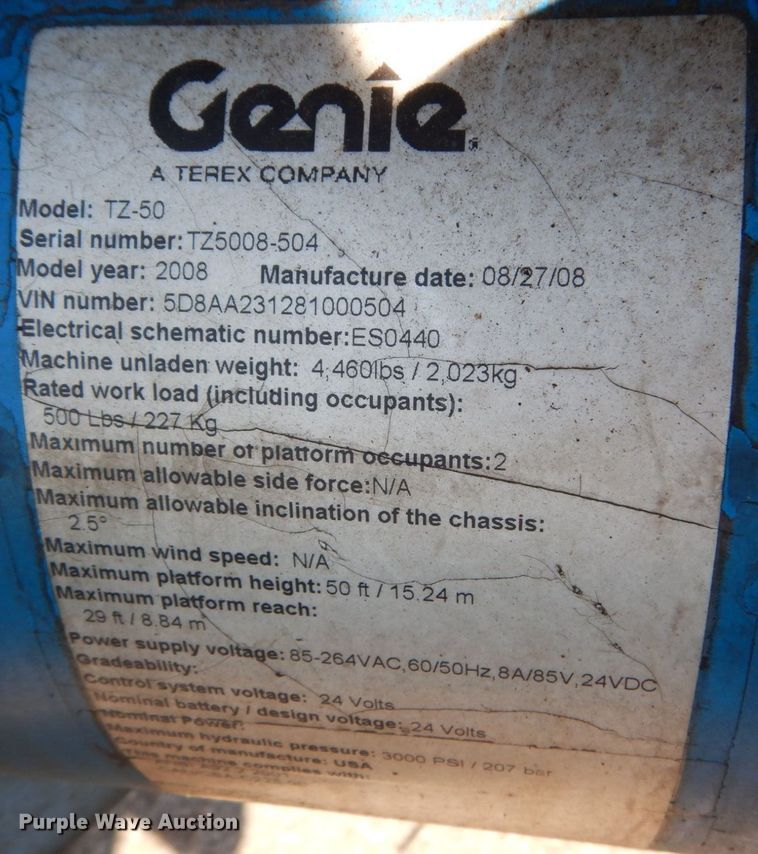 Genie
A TEREX COMPANY
Model: TZ-50
Serial number: TZ5008-504
Model year: 2008 Manufacture date: 08/27/08
VIN number: 5D8AA231281000504
Electrical schematic number: ES0440
Machine unladen weight: 4,460lbs / 2,023kg
Rated work load (including occupants):
500 Lbs / 227 Kg
Maximum number of platform occupants: 2
Maximum allowable side force: N/A
Maximum allowable inclination of the chassis:
2.5°
Maximum wind speed: N/A
Maximum platform height: 50 ft / 15.24 m
Maximum platform reach:
29 ft / 8.84 m
Power supply voltage: 85-264VAC,60/50Hz,8A/85V,24VDC
Gradeability:
Control system voltage: 24 Volts
Nominal battery / design voltage: 24 Volts
Nominal Power:
Maximum hydraulic pressure: 3000 PSI / 207 bar
Country of manufacture: USA
This machine complies with:
Purple Wave Auction